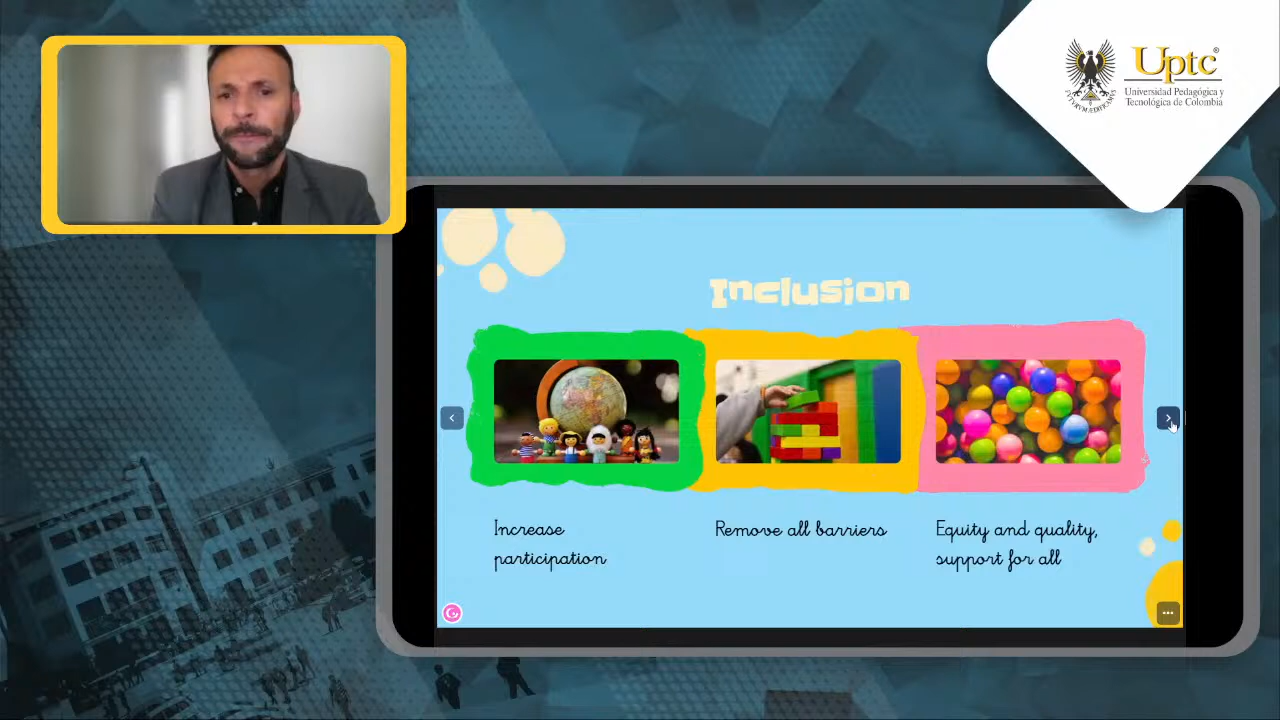 Uptc®
Universidad Pedagógica y
Tecnológica de Colombia
Inclusion
Increase
participation
Remove all barriers
Equity and quality,
support for all